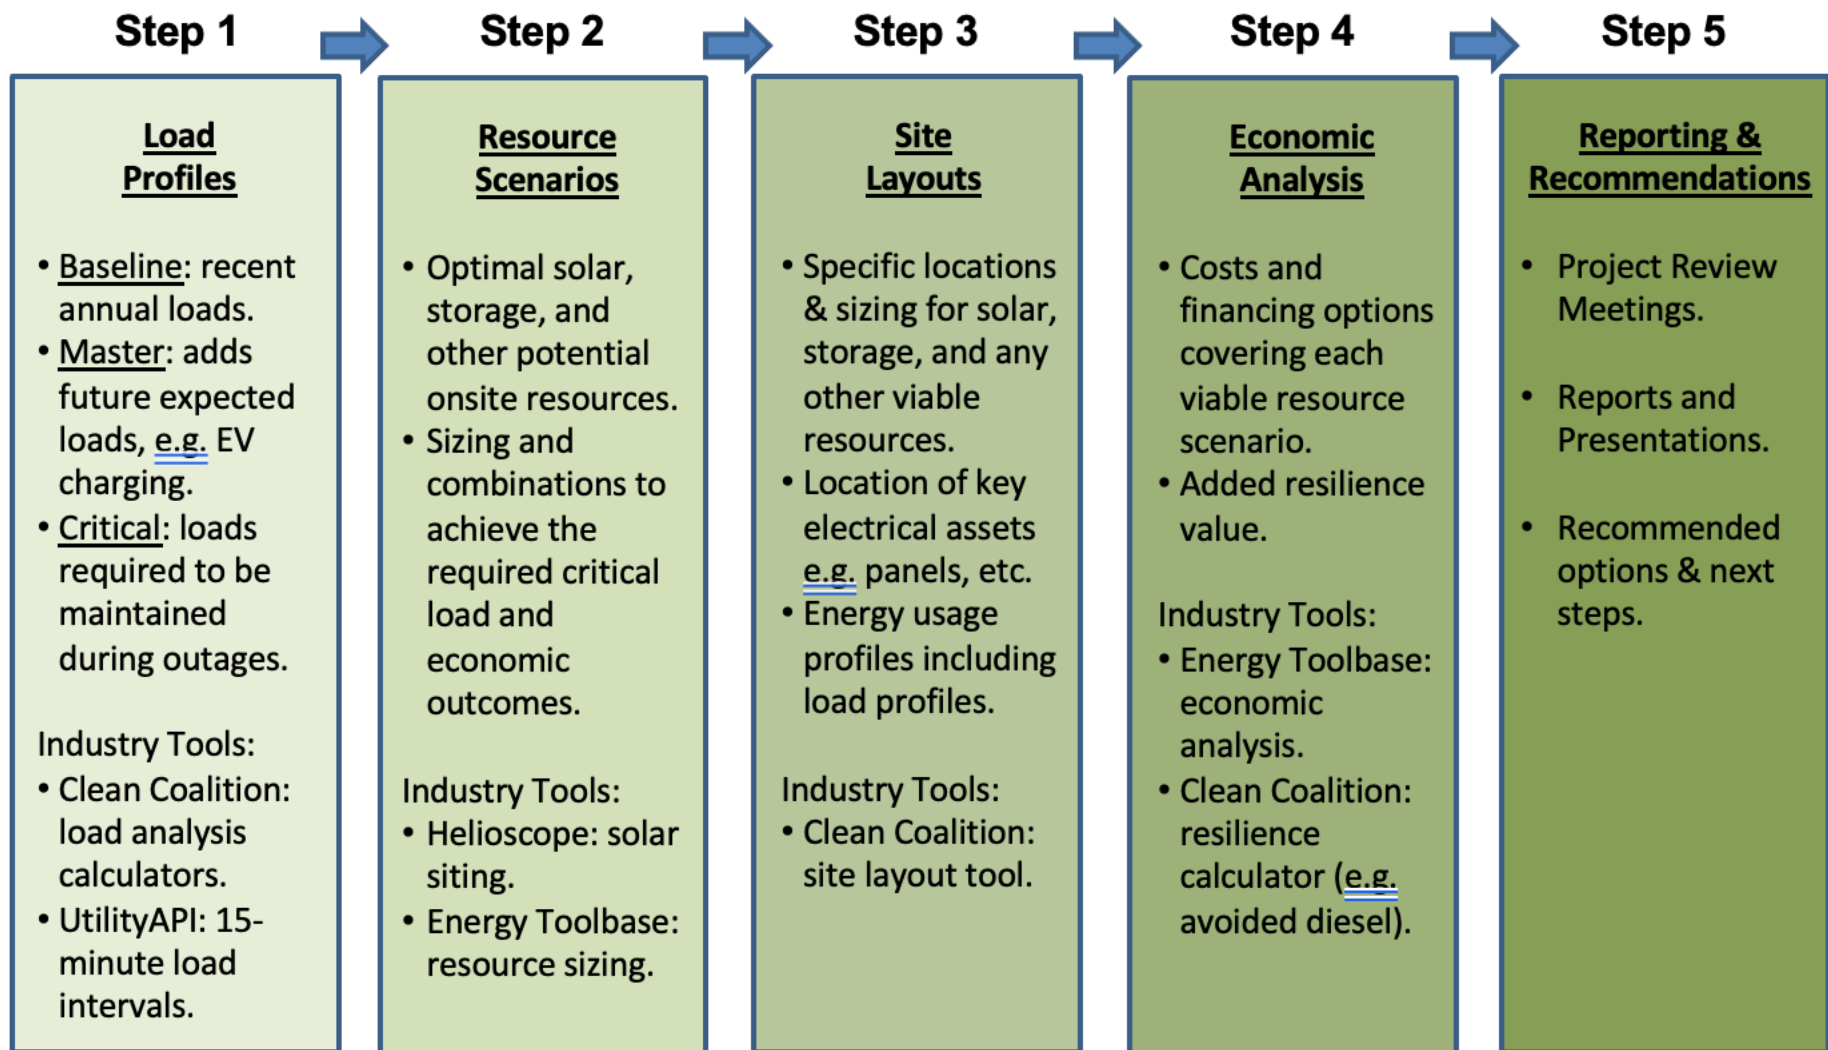 Step 1
Step 2
Step 3
Step 4
Step 5
Load
Profiles
• Baseline: recent
annual loads.
• Master: adds
future expected
loads, e.g. EV
charging.
• Critical: loads
required to be
maintained
during outages.
Industry Tools:
• Clean Coalition:
load analysis
calculators.
• UtilityAPI: 15-
minute load
intervals.
Resource
Scenarios
• Optimal solar,
storage, and
other potential
onsite resources.
• Sizing and
combinations to
achieve the
required critical
load and
economic
outcomes.
Industry Tools:
• Helioscope: solar
siting.
• Energy Toolbase:
resource sizing.
Site
Layouts
• Specific locations
& sizing for solar,
storage, and any
other viable
resources.
• Location of key
electrical assets
e.g. panels, etc.
• Energy usage
profiles including
load profiles.
Industry Tools:
• Clean Coalition:
site layout tool.
Economic
Analysis
• Costs and
financing options
covering each
viable resource
scenario.
• Added resilience
value.
Industry Tools:
• Energy Toolbase:
economic
analysis.
• Clean Coalition:
resilience
calculator (e.g.
avoided diesel).
Reporting &
Recommendations
• Project Review
Meetings.
• Reports and
Presentations.
• Recommended
options & next
steps.